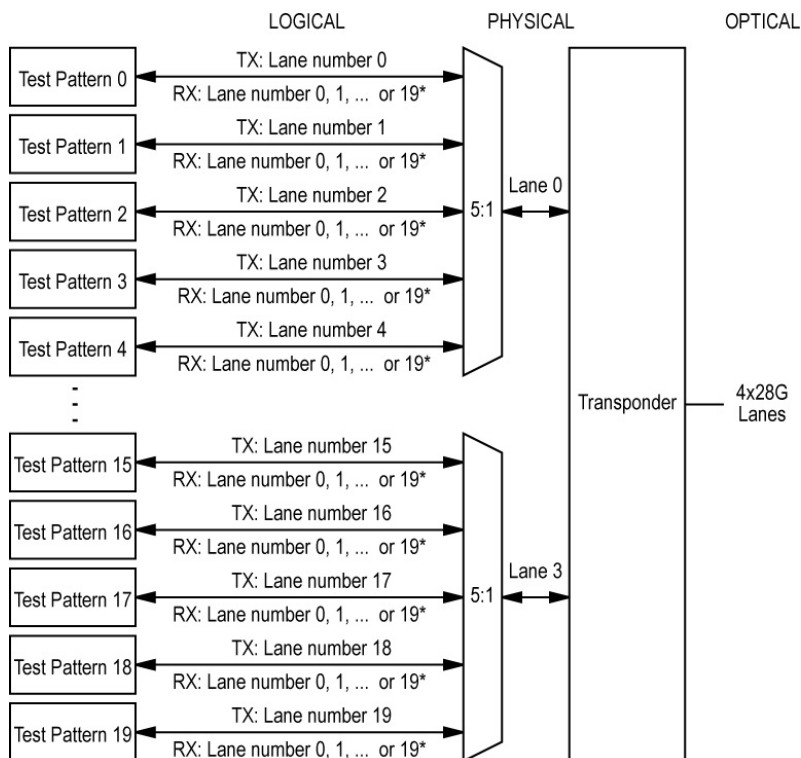 LOGICAL
PHYSICAL
OPTICAL
Test Pattern 0
TX: Lane number 0
RX: Lane number 0, 1, ... or 19*
Test Pattern 1
TX: Lane number 1
RX: Lane number 0, 1, ... or 19*
Test Pattern 2
TX: Lane number 2
RX: Lane number 0, 1, ... or 19*
Test Pattern 3
TX: Lane number 3
RX: Lane number 0, 1, ... or 19*
Test Pattern 4
TX: Lane number 4
RX: Lane number 0, 1, ... or 19*
5:1
Lane 0
Transponder
4x28G
Lanes
Test Pattern 15
TX: Lane number 15
RX: Lane number 0, 1, ... or 19*
Test Pattern 16
TX: Lane number 16
RX: Lane number 0, 1, ... or 19*
Test Pattern 17
TX: Lane number 17
RX: Lane number 0, 1, ... or 19*
Test Pattern 18
TX: Lane number 18
RX: Lane number 0, 1, ... or 19*
Test Pattern 19
TX: Lane number 19
RX: Lane number 0, 1, ... or 19*
5:1
Lane 3